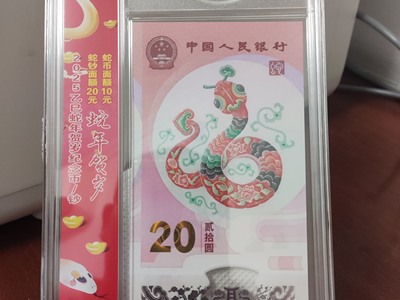 蛇币面额10元
蛇钞面额20元
蛇年贺岁
2025乙巳蛇年贺岁纪念币/钞
中国人民银行
20
贰拾圆